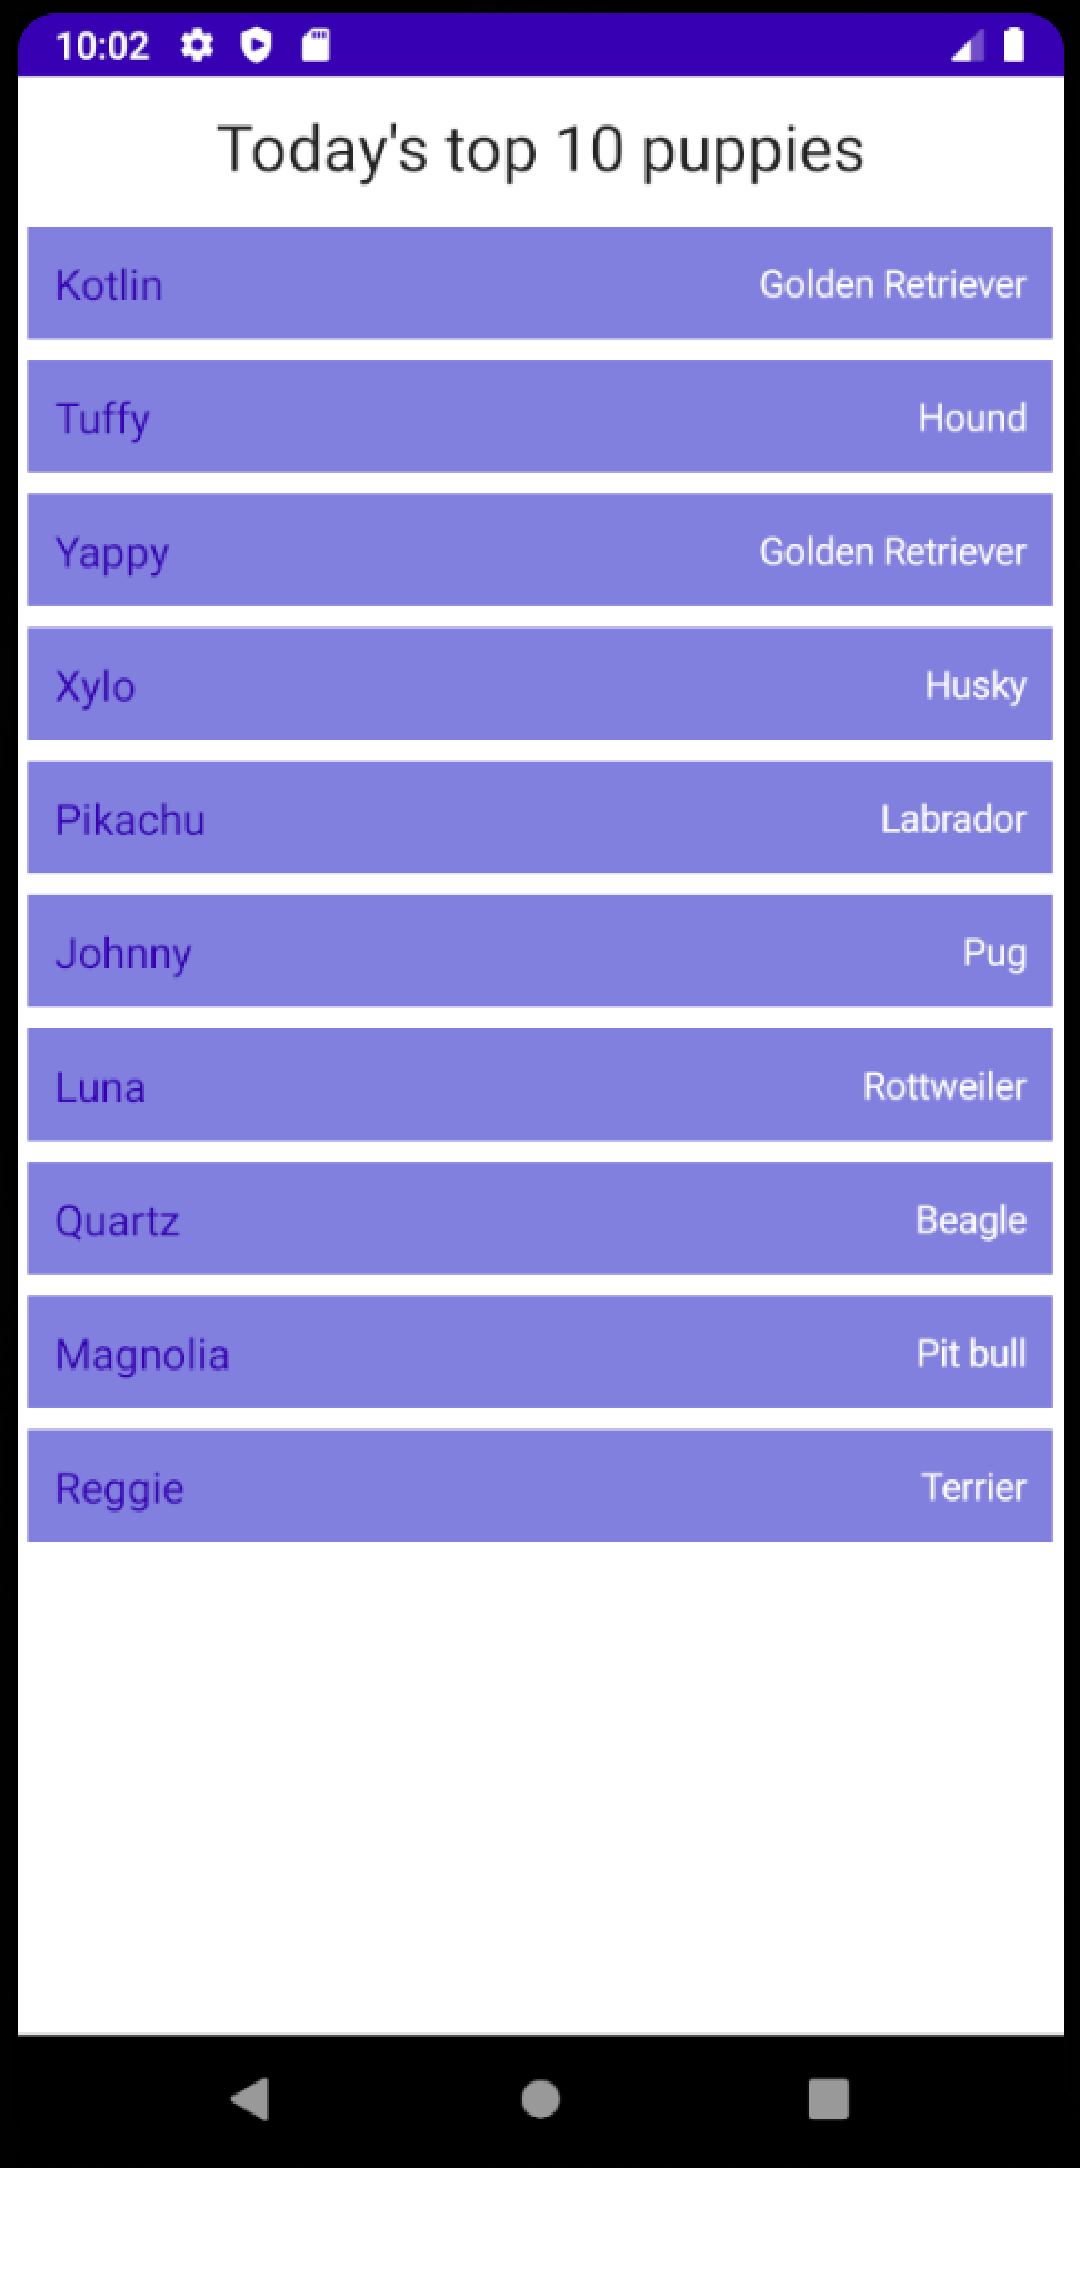 10:02
Today's top 10 puppies
Kotlin Golden Retriever
Tuffy Hound
Yappy Golden Retriever
Xylo Husky
Pikachu Labrador
Johnny Pug
Luna Rottweiler
Quartz Beagle
Magnolia Pit bull
Reggie Terrier